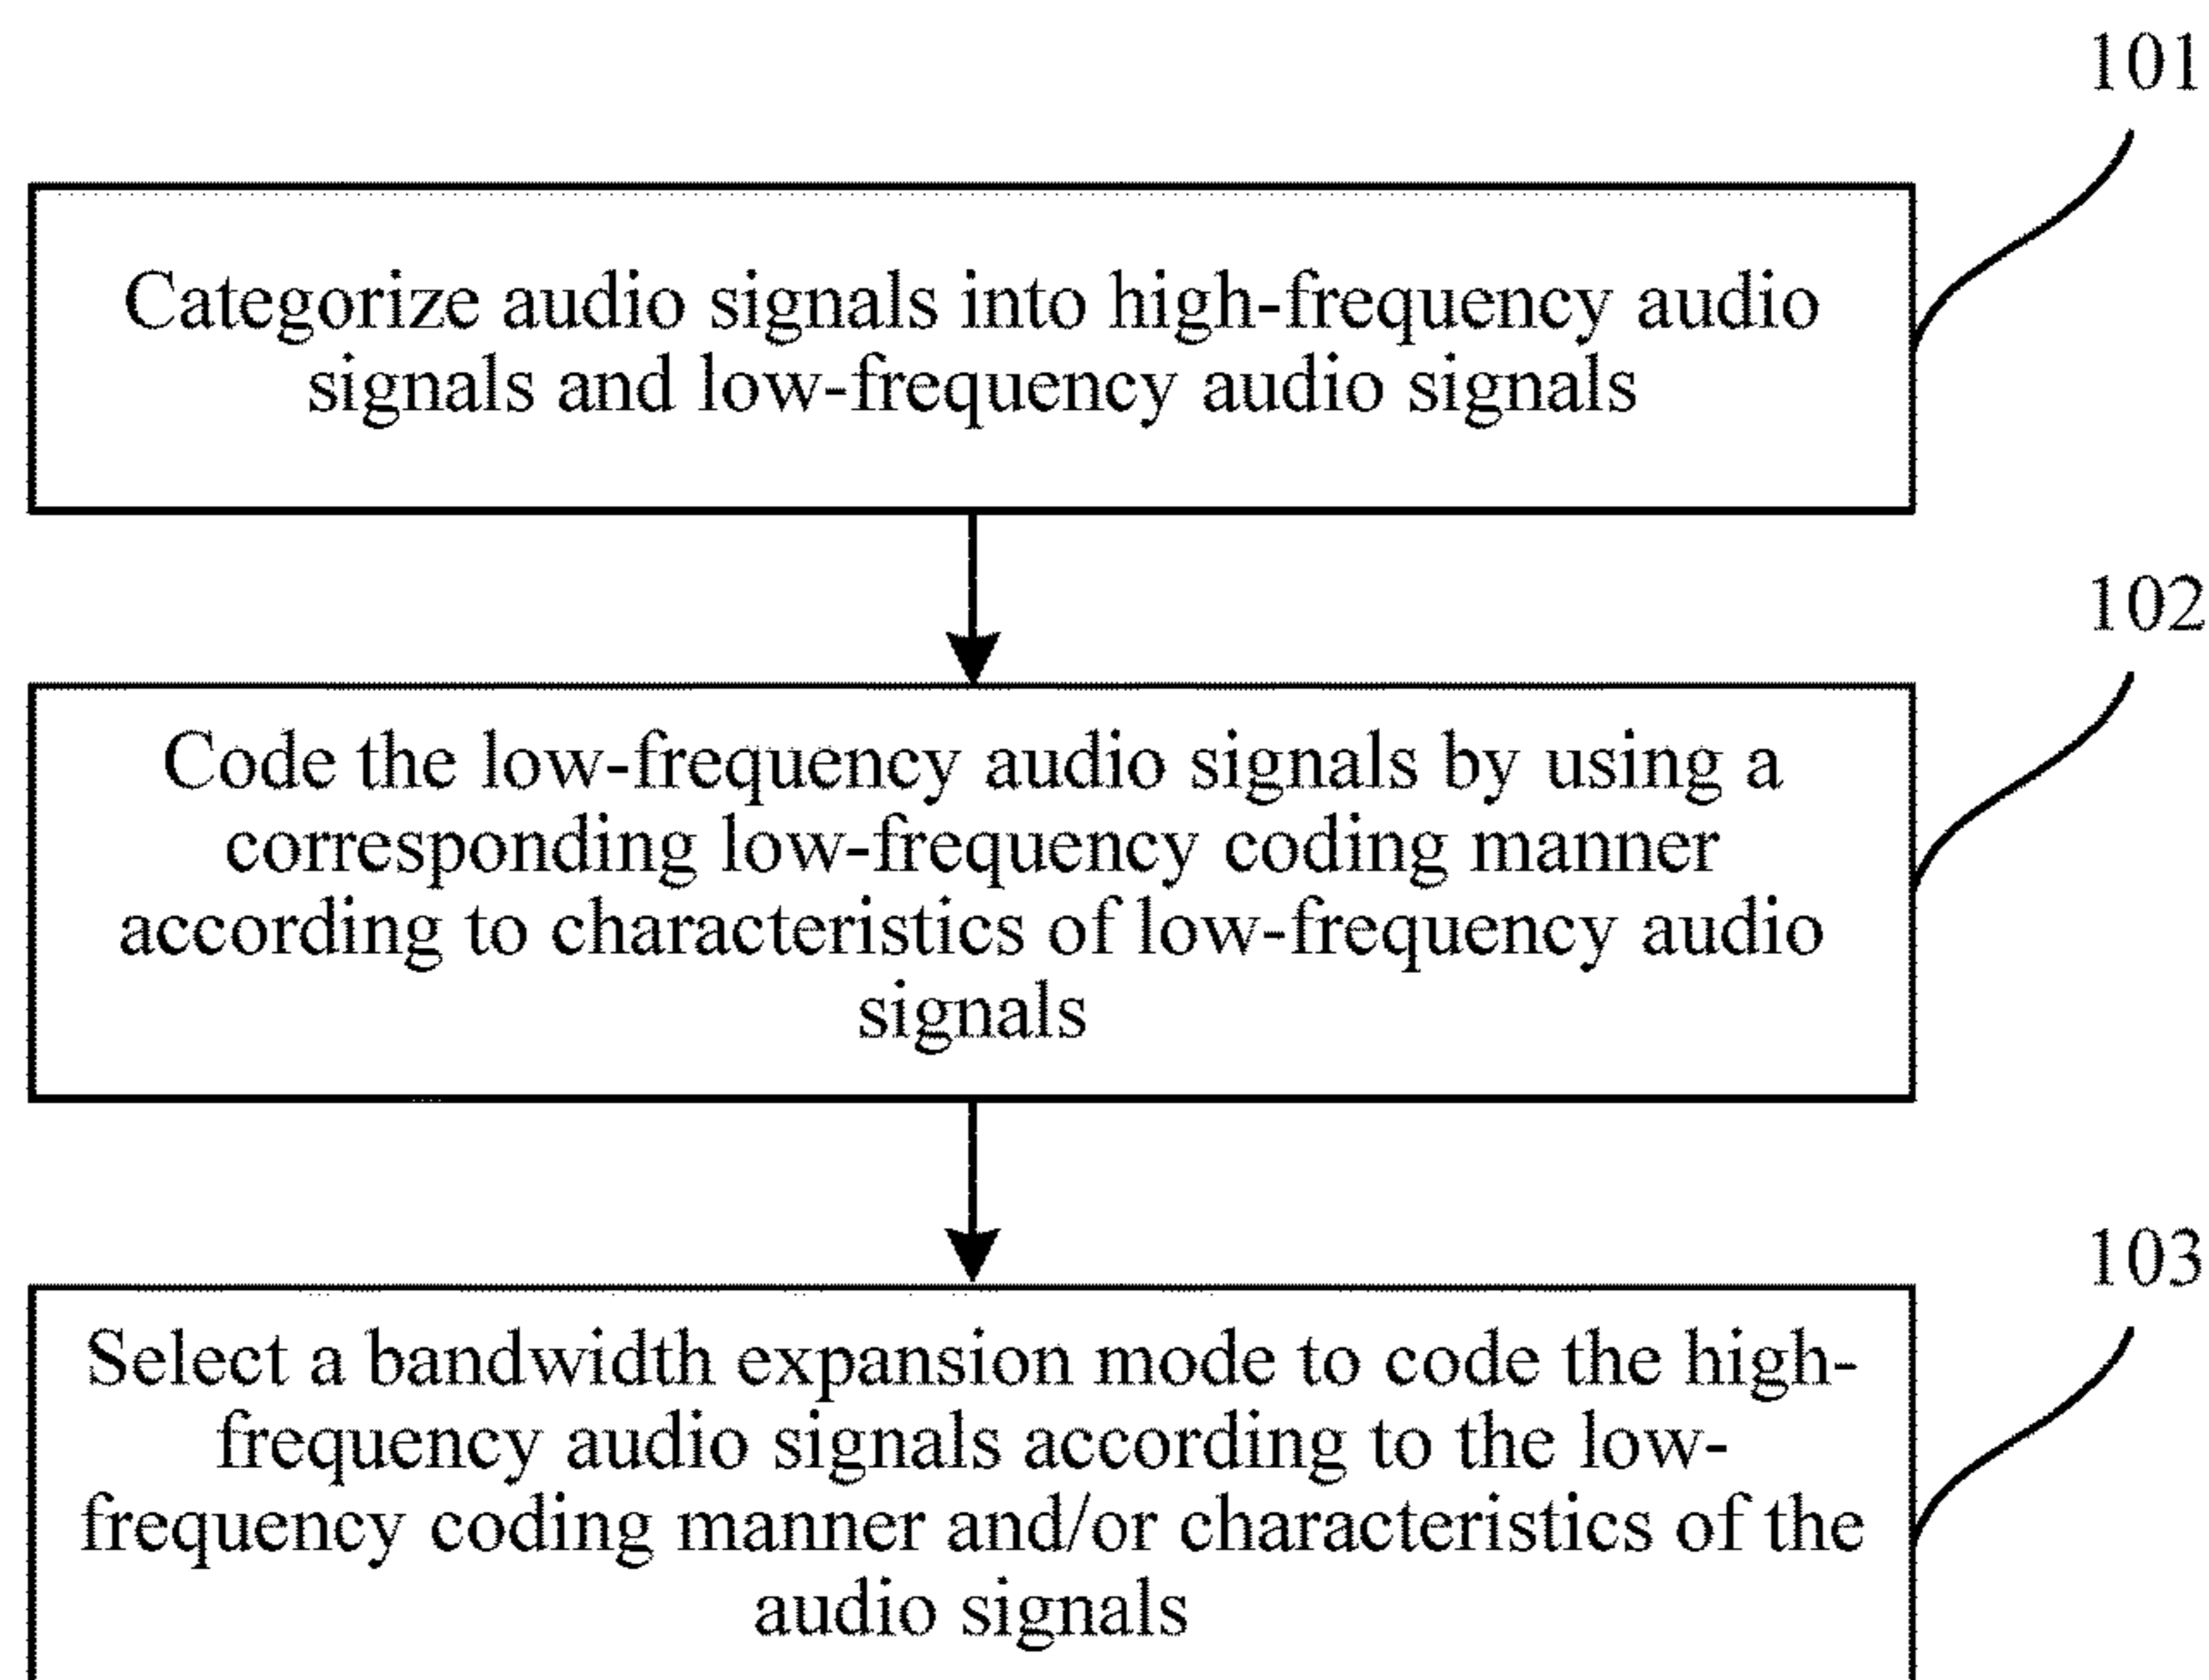 101
Categorize audio signals into high-frequency audio
signals and low-frequency audio signals
102
Code the low-frequency audio signals by using a
corresponding low-frequency coding manner
according to characteristics of low-frequency audio
signals
103
Select a bandwidth expansion mode to code the high-
frequency audio signals according to the low-
frequency coding manner and/or characteristics of the
audio signals